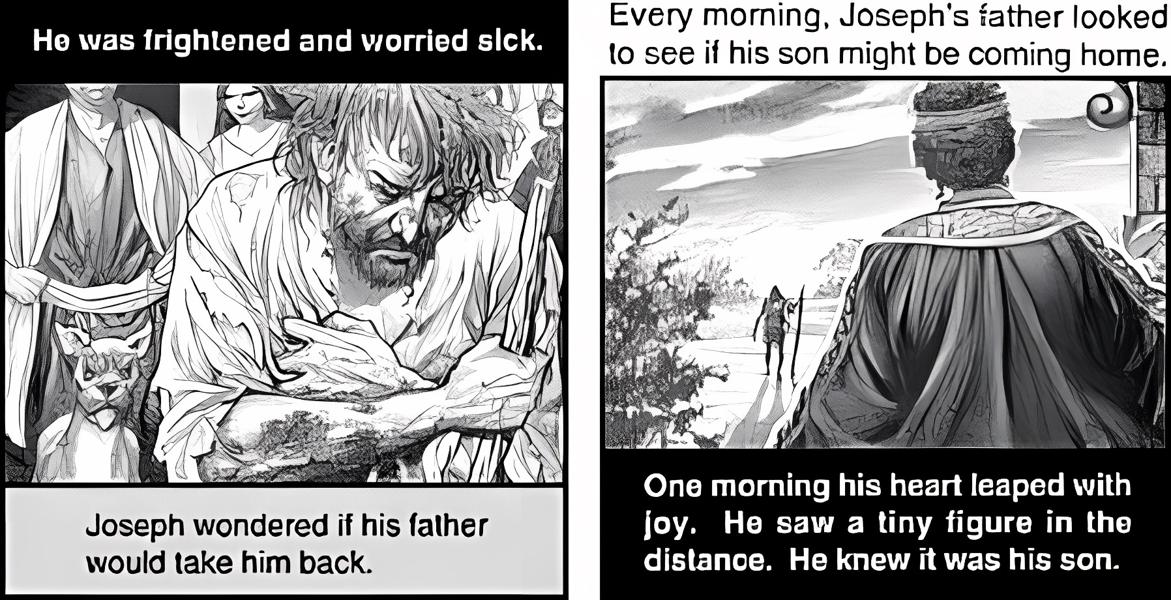 He was frightened and worried sick.
Joseph wondered if his father
would take him back.
Every morning, Joseph's father looked
to see if his son might be coming home.
One morning his heart leaped with
joy. He saw a tiny figure in the
distance. He knew it was his son.